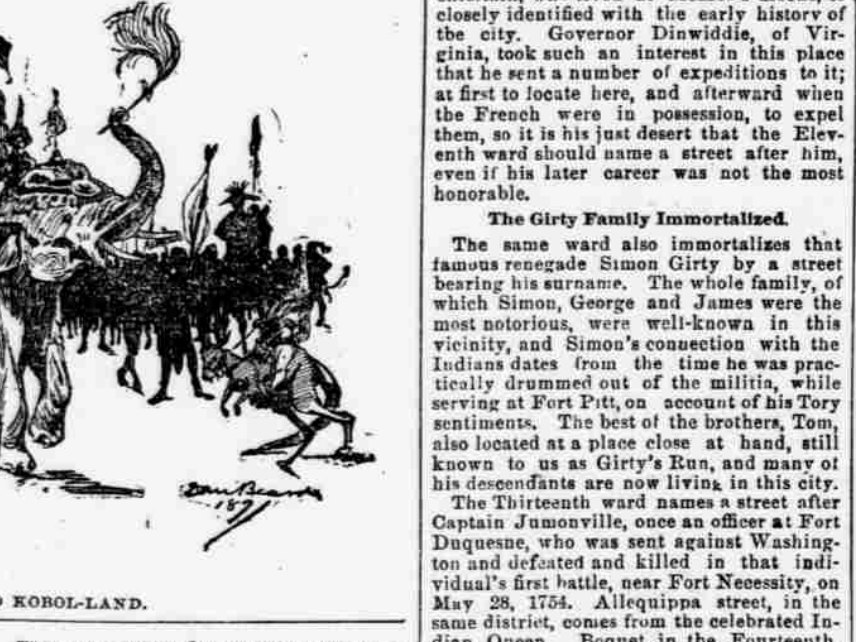 Dan Beard
1891
KOBOL-LAND.
closely identified with the early history of
the city. Governor Dinwiddie, of Vir-
ginia, took such an interest in this place
that he sent a number of expeditions to it;
at first to locate here, and afterward when
the French were in possession, to expel
them, so it is his just desert that the Elev-
enth ward should name a street after him,
even if his later career was not the most
honorable.
The Girty Family Immortalized.
The same ward also immortalizes that
famous renegade Simon Girty by a street
bearing his surname. The whole family, of
which Simon, George and James were the
most notorious, were well-known in this
vicinity, and Simon's connection with the
Indians dates from the time he was prac-
tically drummed out of the militia, while
serving at Fort Pitt, on account of his Tory
sentiments. The best of the brothers, Tom,
also located at a place close at hand, still
known to us as Girty's Run, and many of
his descendants are now living in this city.
The Thirteenth ward names a street after
Captain Jumonville, once an officer at Fort
Duquesne, who was sent against Washing-
ton and defeated and killed in that indi-
vidual's first battle, near Fort Necessity, on
May 28, 1754. Allequippa street, in the
same district, comes from the celebrated In-
dian Queen. Boquet in the Fourteenth